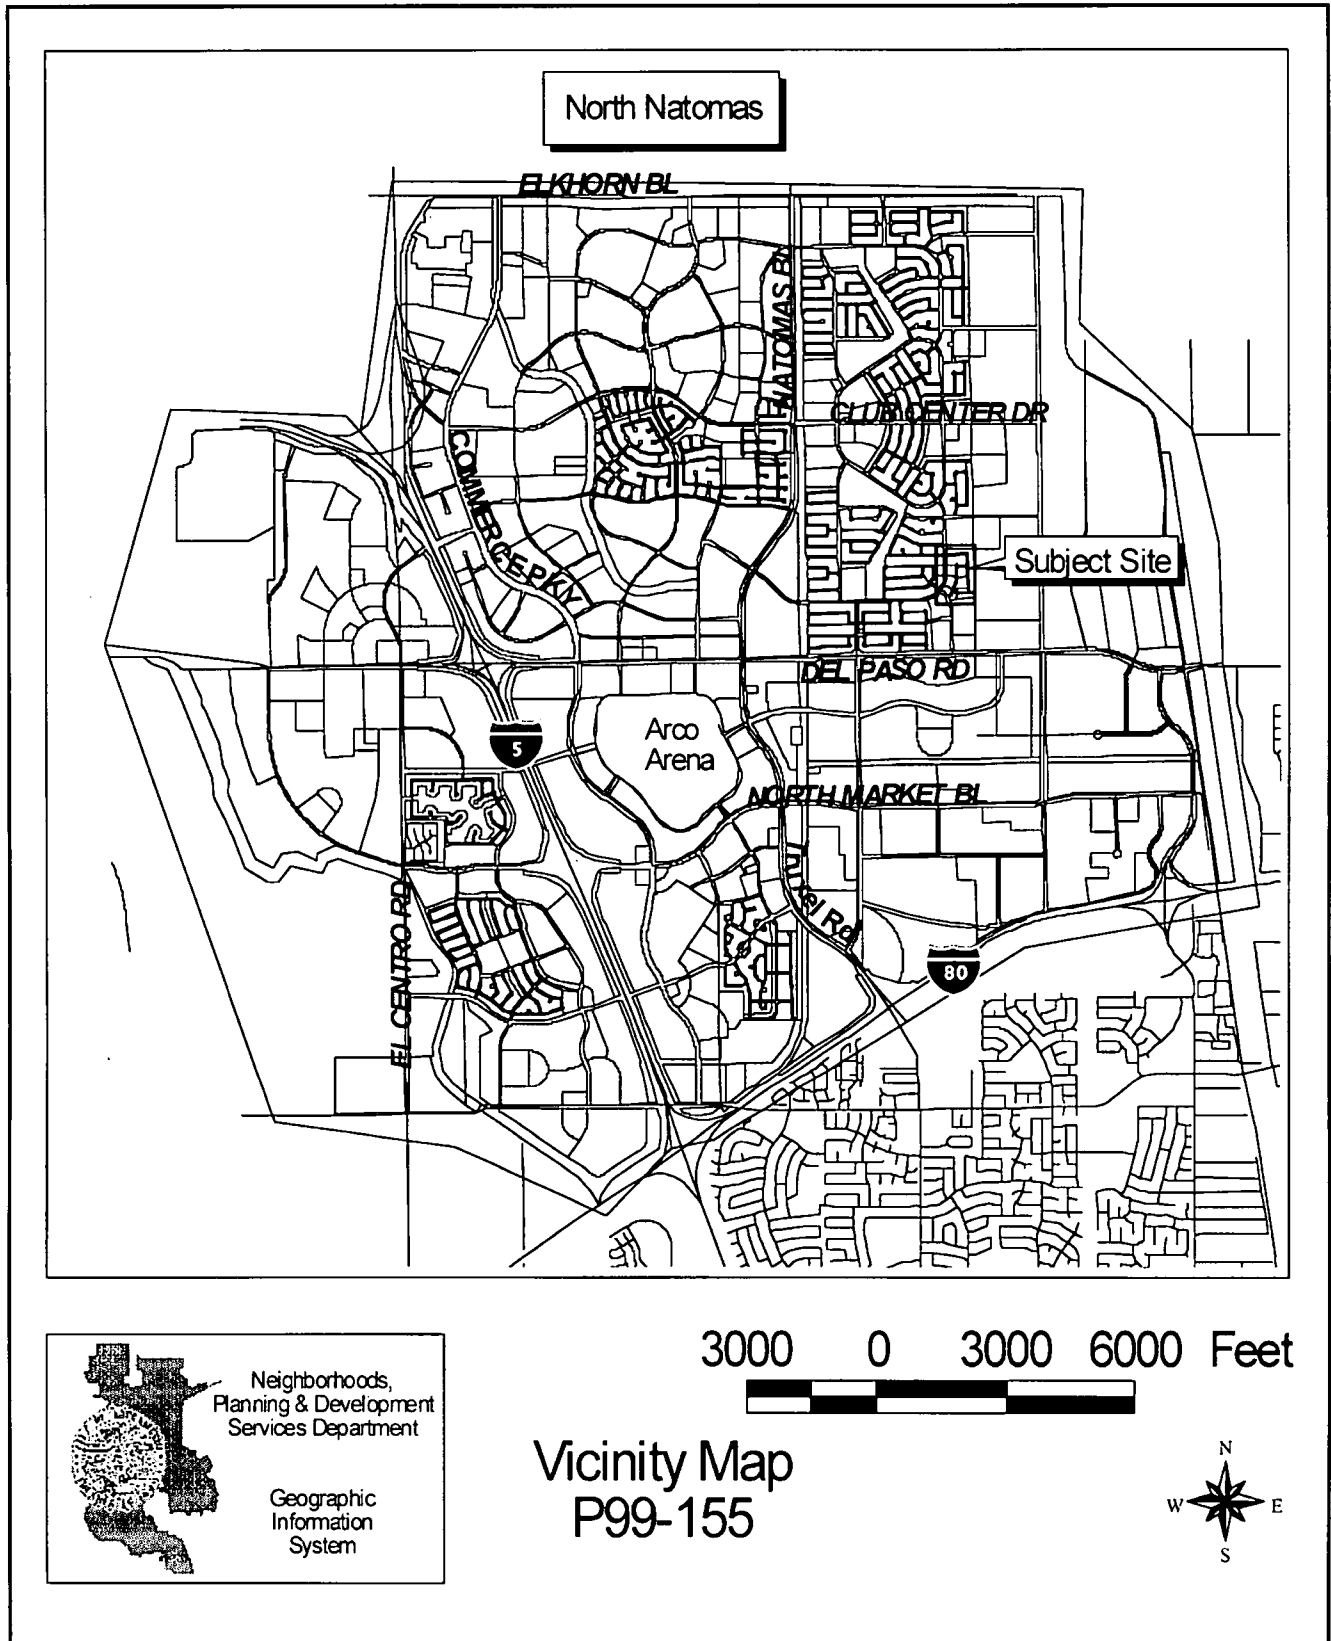 North Natomas
ELKHORN BL
NATOMAS BL
CLUB CENTER DR
COMMERCE PKY
Subject Site
DEL PASO RD
5
Arco
Arena
NORTH MARKET BL
Rd
EL CENTRO RD
80
3000 0 3000 6000 Feet
Neighborhoods,
Planning & Development
Services Department
Geographic
Information
System
Vicinity Map
P99-155
N
W E
S